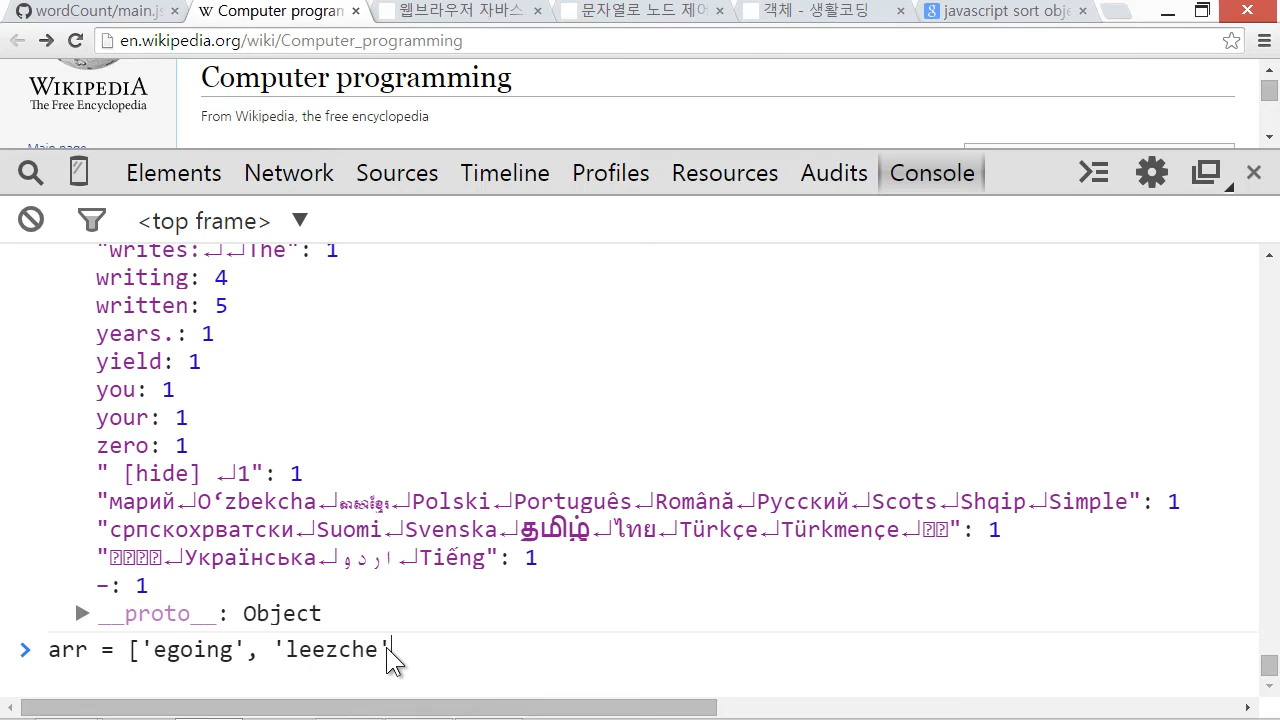 wordCount/main.js
Computer program
웹브라우저 자바스
문자열로 노드 제어
객체 - 생활코딩
javascript sort obje
en.wikipedia.org/wiki/Computer_programming
WIKIPEDIA
The Free Encyclopedia
Computer programming
From Wikipedia, the free encyclopedia
Main page
Elements Network Sources Timeline Profiles Resources Audits Console
<top frame> ▼
"writes:↵↵The": 1
writing: 4
written: 5
years.: 1
yield: 1
you: 1
your: 1
zero: 1
" [hide] ↵1": 1
"марий↵Oʻzbekcha↵ភាសាខ្មែរ↵Polski↵Português↵Română↵Русский↵Scots↵Shqip↵Simple": 1
"српскохрватски↵Suomi↵Svenska↵தமிழ்↵ไทย↵Türkçe↵Türkmençe↵": 1
"↵Українська↵اردو↵Tiếng": 1
–: 1
▶ __proto__: Object
> arr = ['egoing', 'leezche'